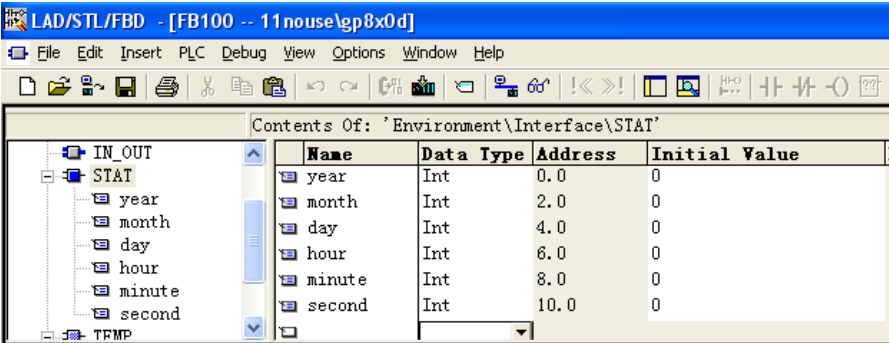 LAD/STL/FBD - [FB100 -- 11nouse\gp8x0d]
File Edit Insert PLC Debug View Options Window Help
Contents Of: 'Environment\Interface\STAT'
IN_OUT
STAT
year
month
day
hour
minute
second
TEMP
Name Data Type Address Initial Value
year Int 0.0 0
month Int 2.0 0
day Int 4.0 0
hour Int 6.0 0
minute Int 8.0 0
second Int 10.0 0